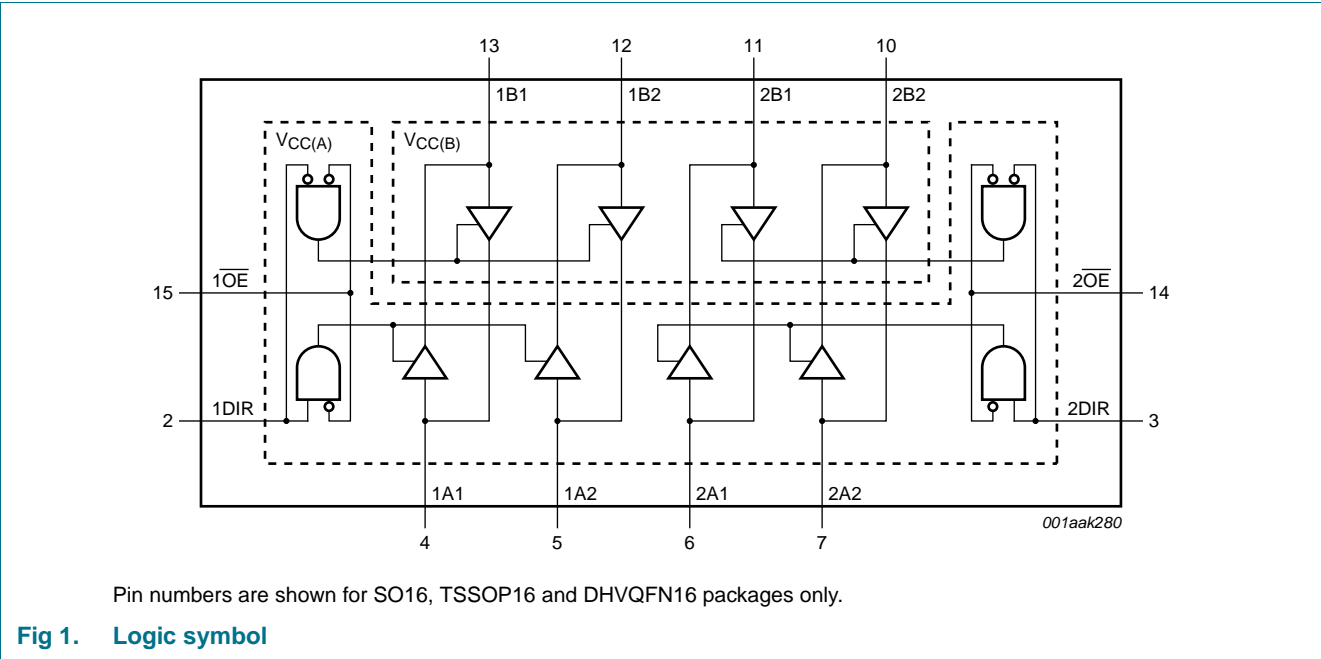 13 12 11 10
1B1 1B2 2B1 2B2
VCC(A) VCC(B)
15 1OE 2OE 14
2 1DIR 2DIR 3
1A1 1A2 2A1 2A2
001aak280
4 5 6 7
Pin numbers are shown for SO16, TSSOP16 and DHVQFN16 packages only.
Fig 1. Logic symbol